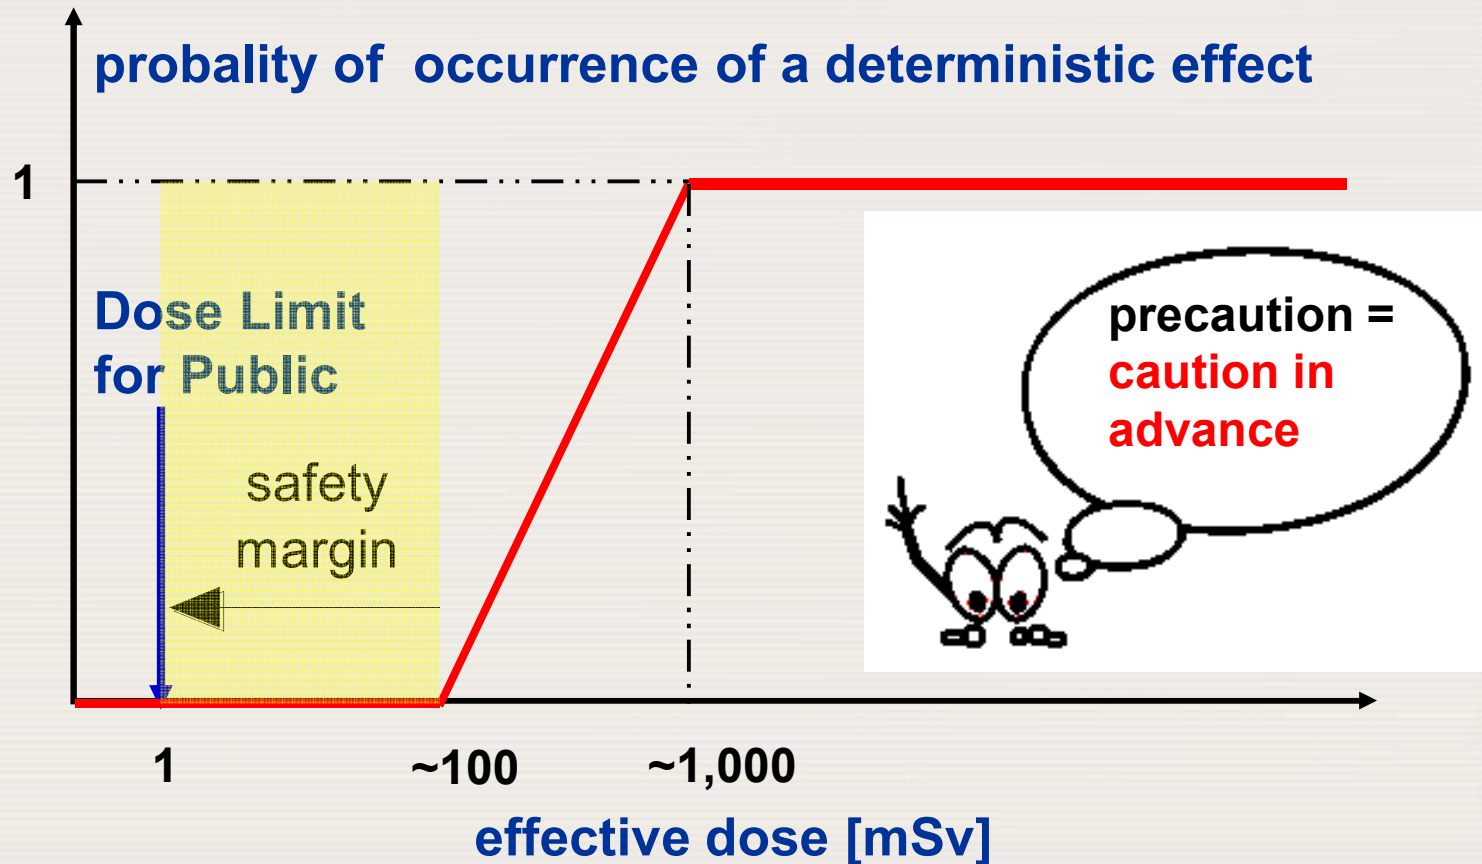 probality of occurrence of a deterministic effect
1
Dose Limit
for Public
safety
margin
precaution =
caution in
advance
1 ~100 ~1,000
effective dose [mSv]